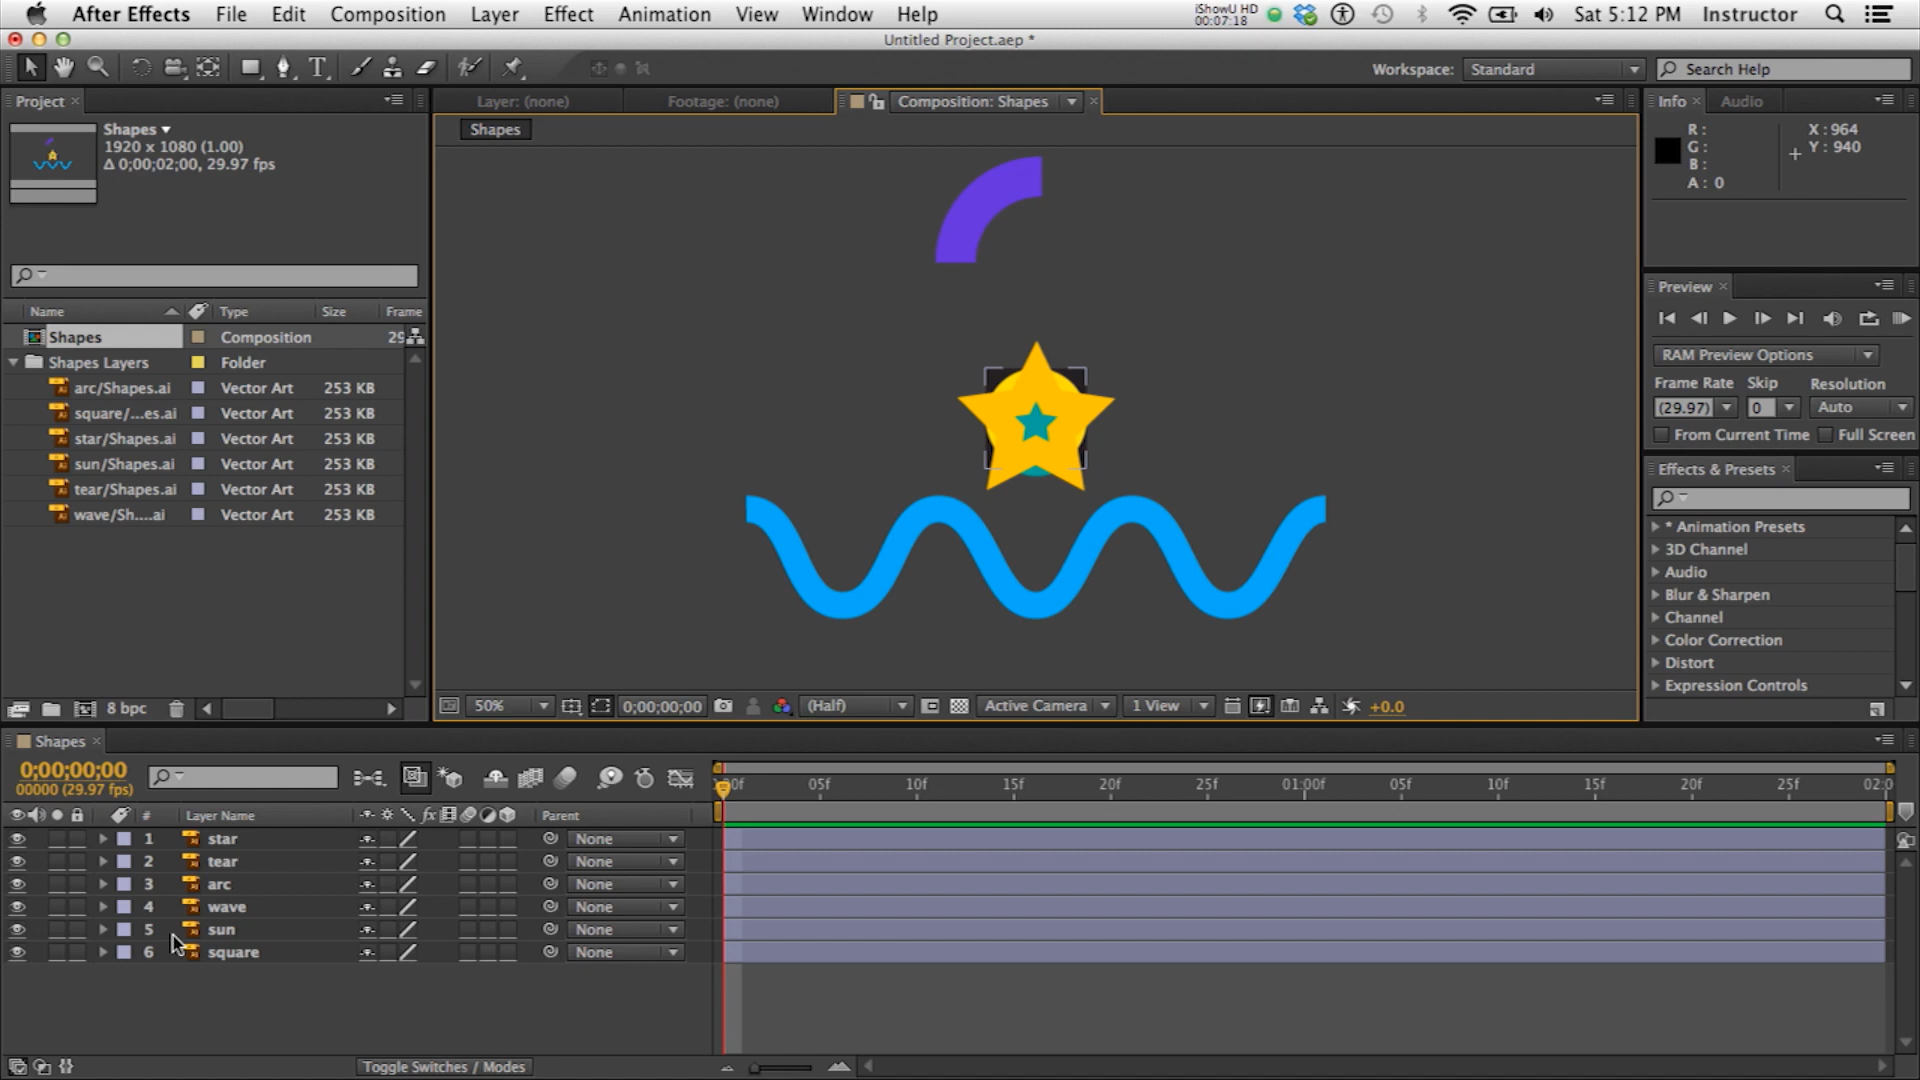 After Effects File Edit Composition Layer Effect Animation View Window Help iShowU HD 00:07:18 Sat 5:12 PM Instructor
Untitled Project.aep *
Workspace: Standard Search Help
Project
Layer: (none) Footage: (none) Composition: Shapes
Info Audio
Shapes
1920 x 1080 (1.00)
Δ 0;00;02;00, 29.97 fps
Shapes
R : X : 964
G : Y : 940
B :
A : 0
Name Type Size Frame
Shapes Composition 29
Shapes Layers Folder
arc/Shapes.ai Vector Art 253 KB
square/...es.ai Vector Art 253 KB
star/Shapes.ai Vector Art 253 KB
sun/Shapes.ai Vector Art 253 KB
tear/Shapes.ai Vector Art 253 KB
wave/Sh....ai Vector Art 253 KB
Preview
RAM Preview Options
Frame Rate Skip Resolution
(29.97) 0 Auto
From Current Time Full Screen
Effects & Presets
* Animation Presets
3D Channel
Audio
Blur & Sharpen
Channel
Color Correction
Distort
Expression Controls
8 bpc
50% 0;00;00;00 (Half) Active Camera 1 View +0.0
Shapes
0;00;00;00
00000 (29.97 fps)
:00f 05f 10f 15f 20f 25f 01:00f 05f 10f 15f 20f 25f 02:0
# Layer Name fx Parent
1 star None
2 tear None
3 arc None
4 wave None
5 sun None
6 square None
Toggle Switches / Modes